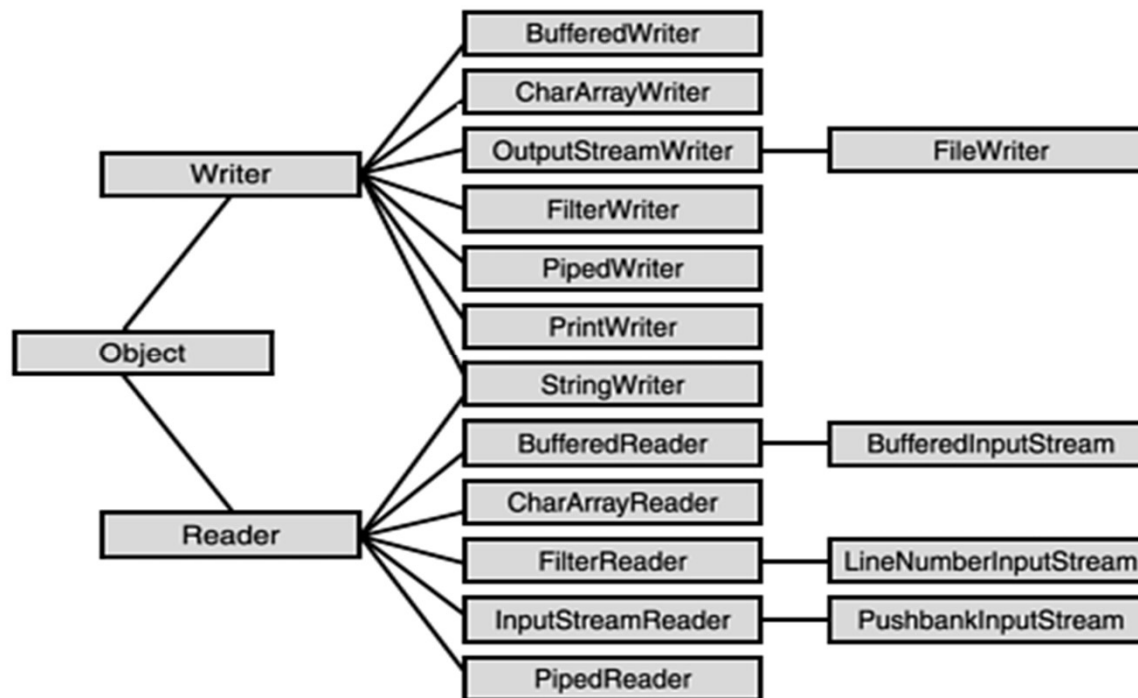 BufferedWriter
CharArrayWriter
OutputStreamWriter
FileWriter
Writer
FilterWriter
PipedWriter
PrintWriter
Object
StringWriter
BufferedReader
BufferedInputStream
CharArrayReader
Reader
FilterReader
LineNumberInputStream
InputStreamReader
PushbankInputStream
PipedReader